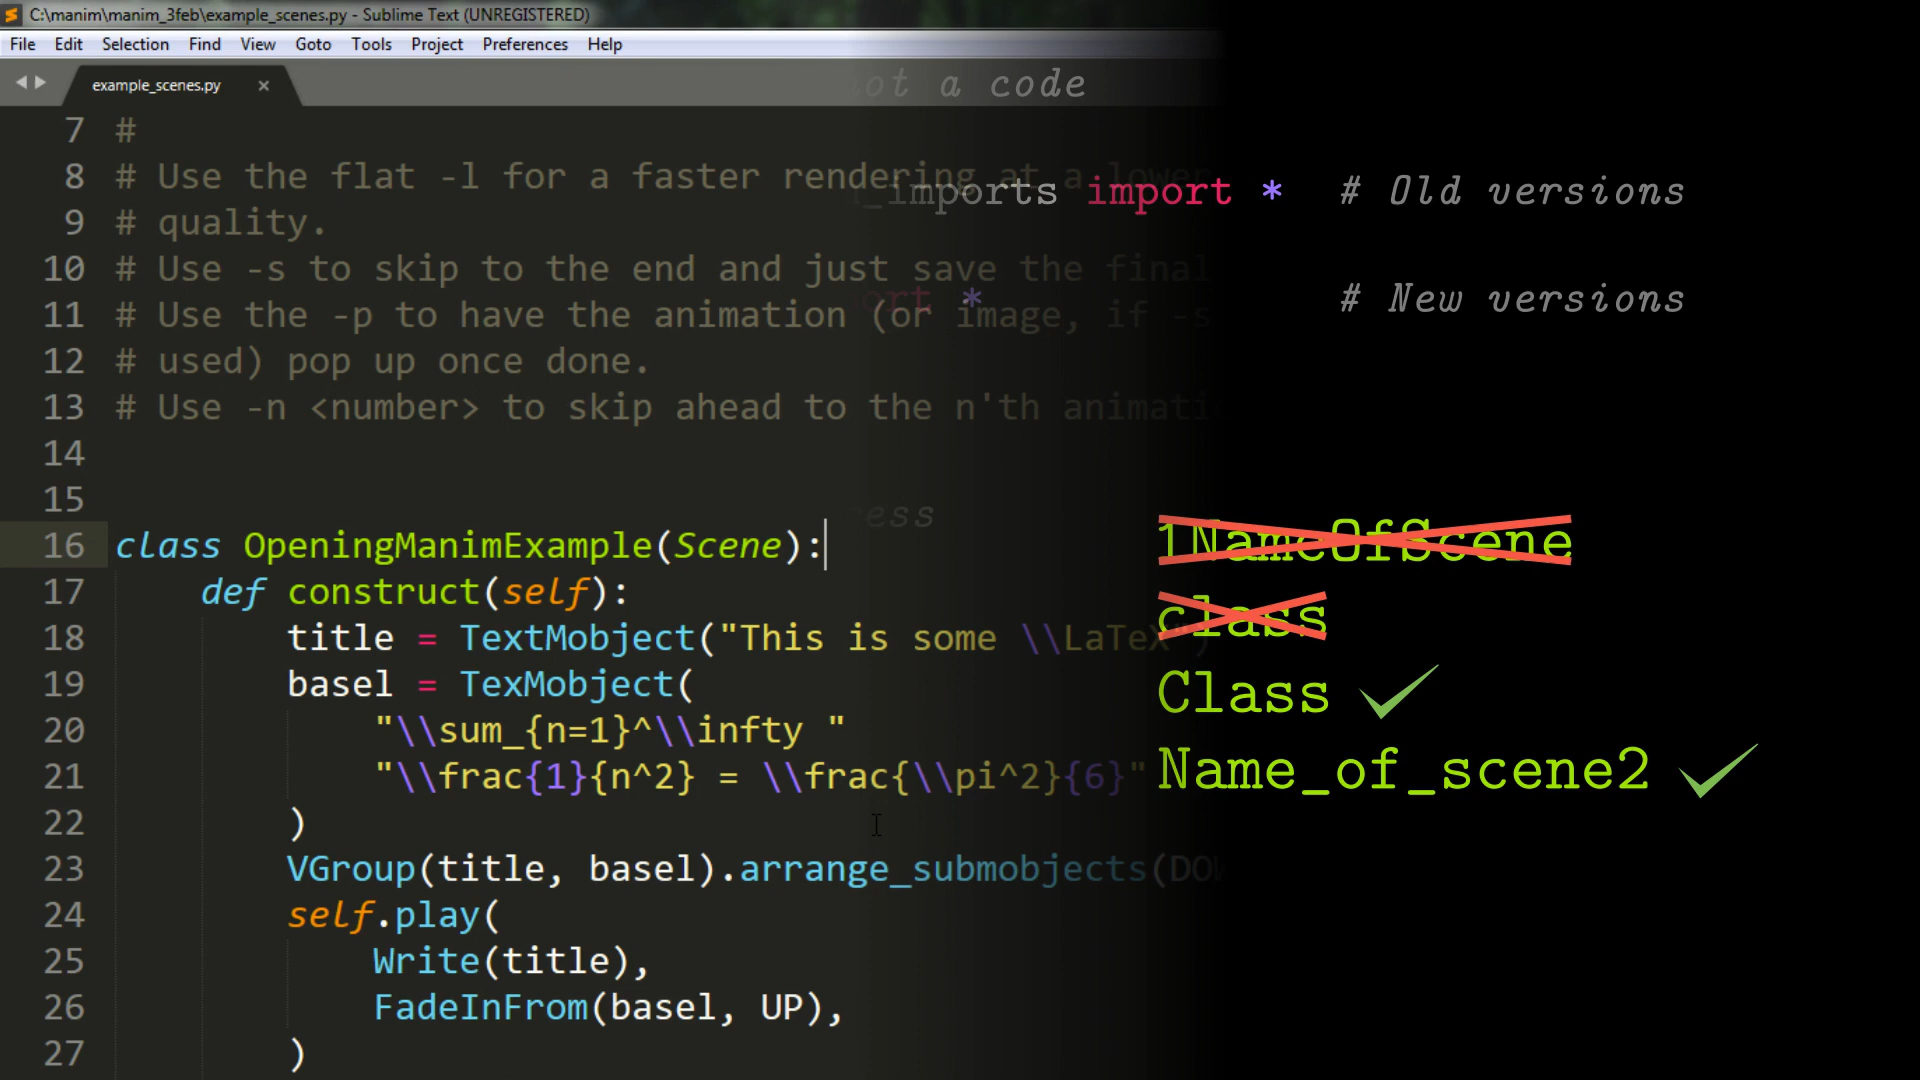 C:\manim\manim_3feb\example_scenes.py - Sublime Text (UNREGISTERED)
File Edit Selection Find View Goto Tools Project Preferences Help
example_scenes.py ×
not a code
7 #
8 # Use the flat -l for a faster rendering at a lower
_imports import * # Old versions
9 # quality.
10 # Use -s to skip to the end and just save the final
import * # New versions
11 # Use the -p to have the animation (or image, if -s
12 # used) pop up once done.
13 # Use -n <number> to skip ahead to the n'th animati
14
15
16 class OpeningManimExample(Scene):
1NameOfScene
17 def construct(self):
class
18 title = TextMobject("This is some \\LaTeX")
19 basel = TexMobject(
Class
20 "\\sum_{n=1}^\\infty "
21 "\\frac{1}{n^2} = \\frac{\\pi^2}{6}"
Name_of_scene2
22 )
23 VGroup(title, basel).arrange_submobjects(DOW
24 self.play(
25 Write(title),
26 FadeInFrom(basel, UP),
27 )